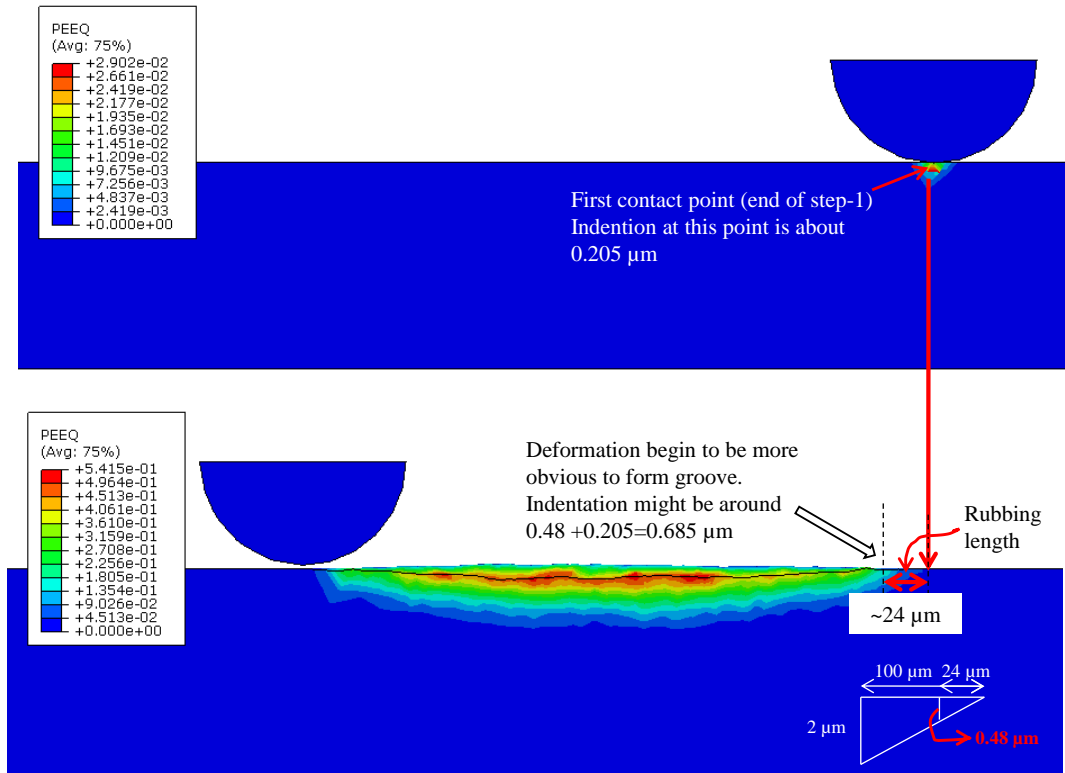 PEEQ
(Avg: 75%)
+2.902e-02
+2.661e-02
+2.419e-02
+2.177e-02
+1.935e-02
+1.693e-02
+1.451e-02
+1.209e-02
+9.675e-03
+7.256e-03
+4.837e-03
+2.419e-03
+0.000e+00
First contact point (end of step-1)
Indention at this point is about
0.205 µm
PEEQ
(Avg: 75%)
+5.415e-01
+4.964e-01
+4.513e-01
+4.061e-01
+3.610e-01
+3.159e-01
+2.708e-01
+2.256e-01
+1.805e-01
+1.354e-01
+9.026e-02
+4.513e-02
+0.000e+00
Deformation begin to be more
obvious to form groove.
Indentation might be around
0.48 +0.205=0.685 µm
Rubbing
length
~24 µm
100 µm 24 µm
2 µm
0.48 µm